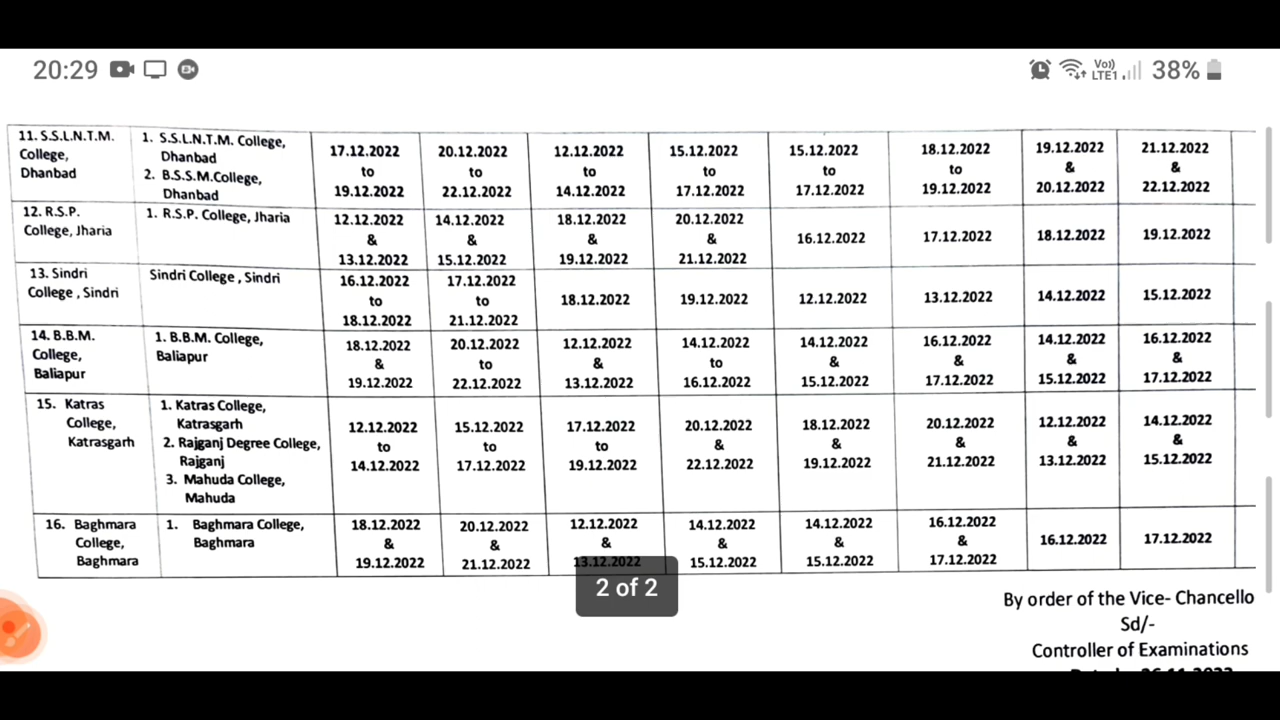 20:29
Vo)) LTE1 38%
11. S.S.L.N.T.M. College, Dhanbad
1. S.S.L.N.T.M. College, Dhanbad
2. B.S.S.M.College, Dhanbad
17.12.2022 to 19.12.2022
20.12.2022 to 22.12.2022
12.12.2022 to 14.12.2022
15.12.2022 to 17.12.2022
15.12.2022 to 17.12.2022
18.12.2022 to 19.12.2022
19.12.2022 & 20.12.2022
21.12.2022 & 22.12.2022
12. R.S.P. College, Jharia
1. R.S.P. College, Jharia
12.12.2022 & 13.12.2022
14.12.2022 & 15.12.2022
18.12.2022 & 19.12.2022
20.12.2022 & 21.12.2022
16.12.2022
17.12.2022
18.12.2022
19.12.2022
13. Sindri College , Sindri
Sindri College , Sindri
16.12.2022 to 18.12.2022
17.12.2022 to 21.12.2022
18.12.2022
19.12.2022
12.12.2022
13.12.2022
14.12.2022
15.12.2022
14. B.B.M. College, Baliapur
1. B.B.M. College, Baliapur
18.12.2022 & 19.12.2022
20.12.2022 to 22.12.2022
12.12.2022 & 13.12.2022
14.12.2022 to 16.12.2022
14.12.2022 & 15.12.2022
16.12.2022 & 17.12.2022
14.12.2022 & 15.12.2022
16.12.2022 & 17.12.2022
15. Katras College, Katrasgarh
1. Katras College, Katrasgarh
2. Rajganj Degree College, Rajganj
3. Mahuda College, Mahuda
12.12.2022 to 14.12.2022
15.12.2022 to 17.12.2022
17.12.2022 to 19.12.2022
20.12.2022 & 22.12.2022
18.12.2022 & 19.12.2022
20.12.2022 & 21.12.2022
12.12.2022 & 13.12.2022
14.12.2022 & 15.12.2022
16. Baghmara College, Baghmara
1. Baghmara College, Baghmara
18.12.2022 & 19.12.2022
20.12.2022 & 21.12.2022
12.12.2022 & 13.12.2022
14.12.2022 & 15.12.2022
14.12.2022 & 15.12.2022
16.12.2022 & 17.12.2022
16.12.2022
17.12.2022
2 of 2
By order of the Vice- Chancello
Sd/-
Controller of Examinations